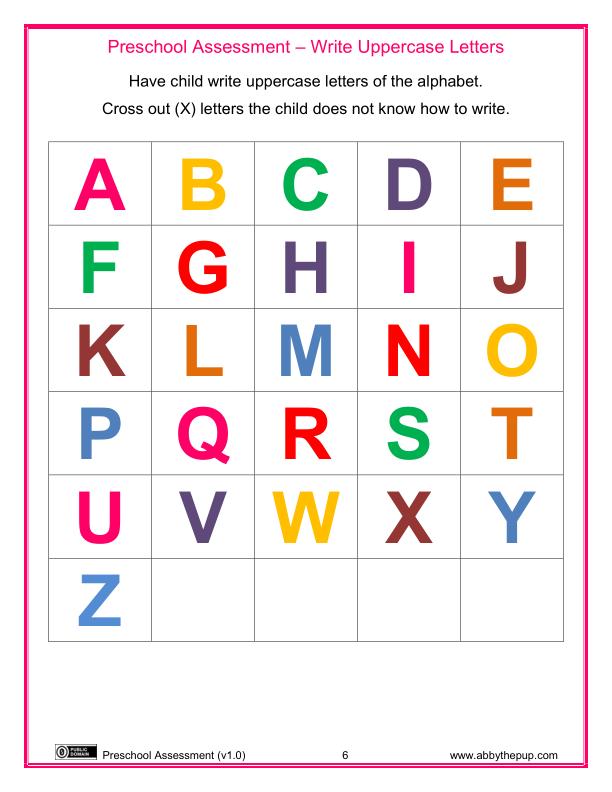 Preschool Assessment – Write Uppercase Letters
Have child write uppercase letters of the alphabet.
Cross out (X) letters the child does not know how to write.
A B C D E
F G H I J
K L M N O
P Q R S T
U V W X Y
Z
0 PUBLIC DOMAIN Preschool Assessment (v1.0) 6 www.abbythepup.com